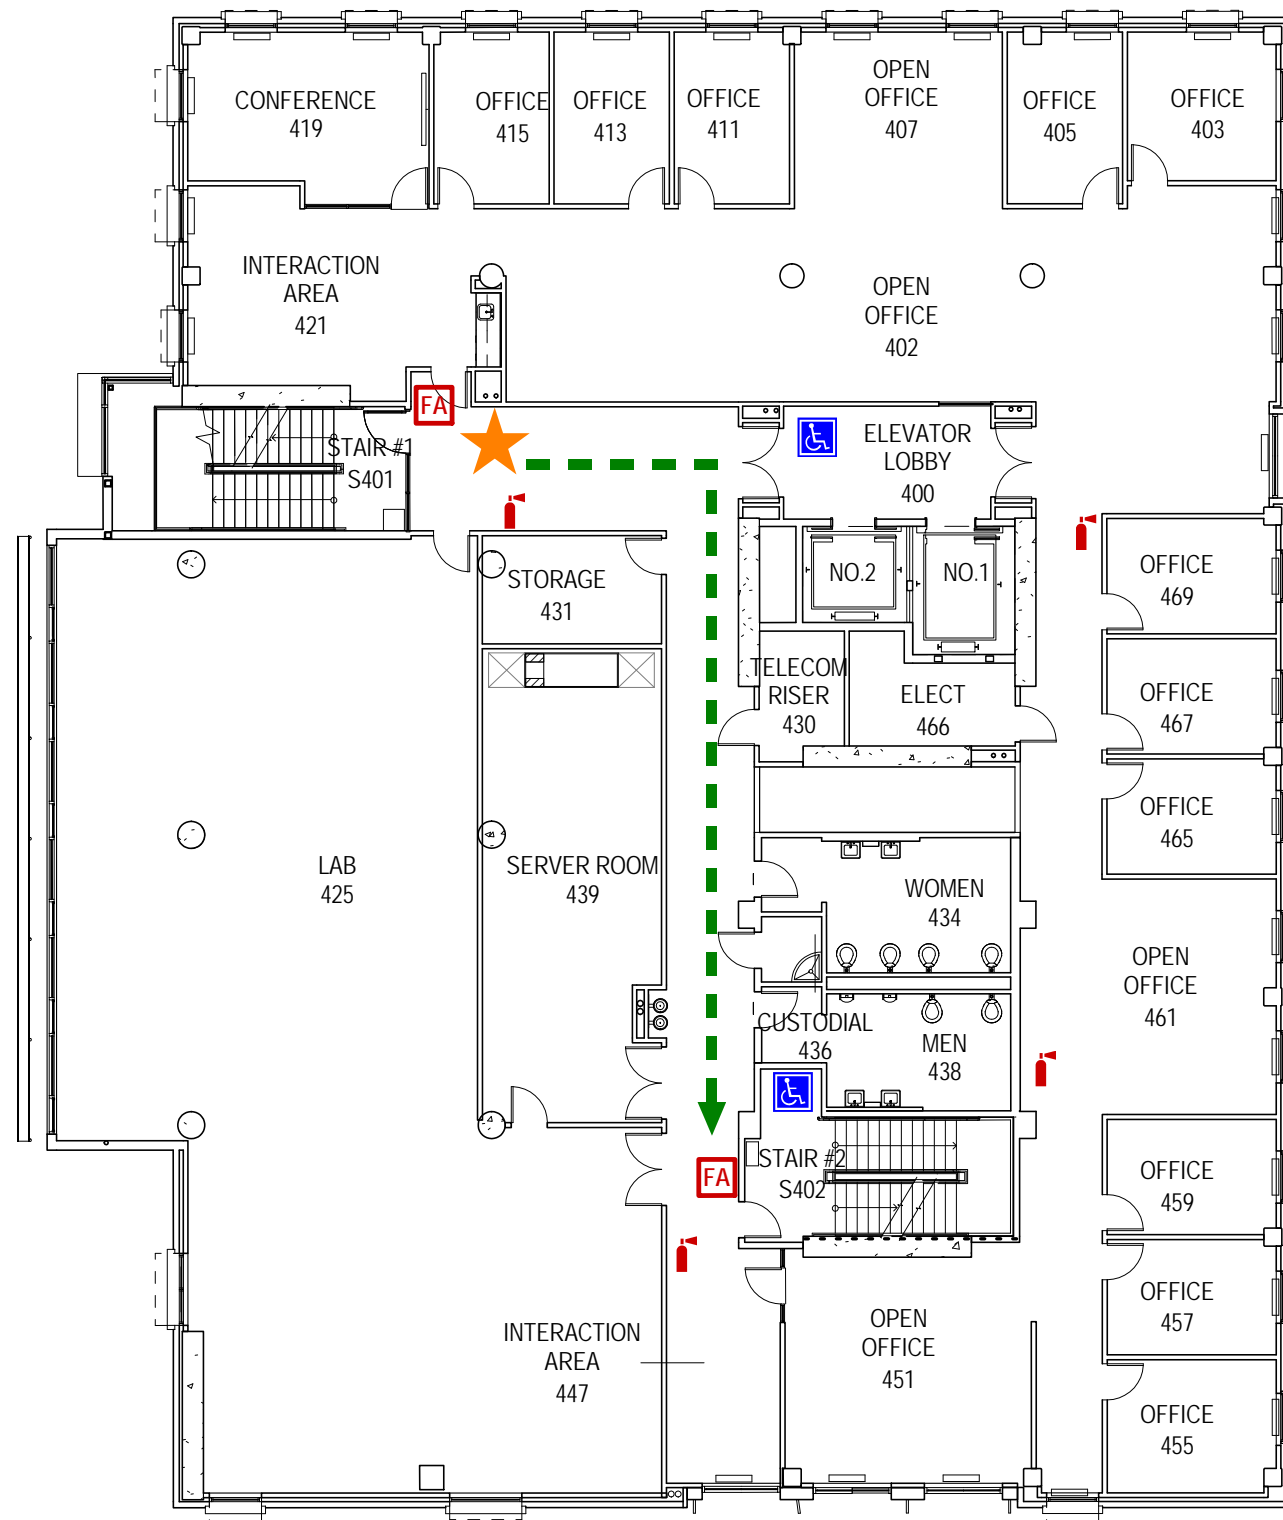 CONFERENCE
419
OFFICE
415
OFFICE
413
OFFICE
411
OPEN
OFFICE
407
OFFICE
405
OFFICE
403
INTERACTION
AREA
421
OPEN
OFFICE
402
FA
STAIR #1
S401
ELEVATOR
LOBBY
400
NO.2
NO.1
STORAGE
431
OFFICE
469
TELECOM
RISER
430
ELECT
466
OFFICE
467
OFFICE
465
LAB
425
SERVER ROOM
439
WOMEN
434
OPEN
OFFICE
461
CUSTODIAL
436
MEN
438
STAIR #2
S402
FA
OFFICE
459
OFFICE
457
INTERACTION
AREA
447
OPEN
OFFICE
451
OFFICE
455